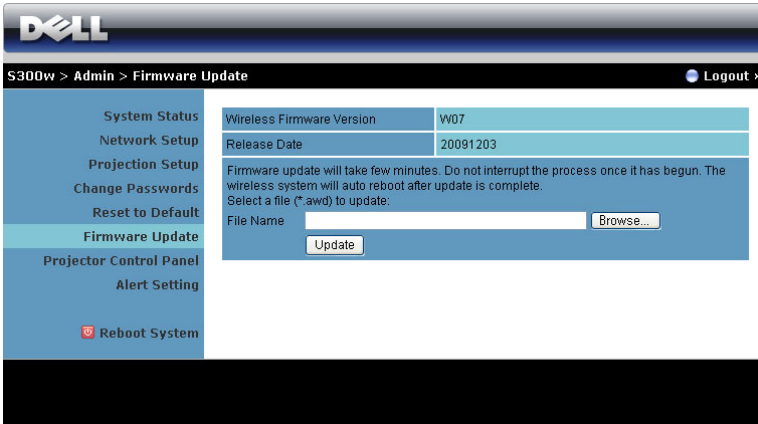 DELL
S300w > Admin > Firmware Update
Logout »
System Status
Network Setup
Projection Setup
Change Passwords
Reset to Default
Firmware Update
Projector Control Panel
Alert Setting
Reboot System
Wireless Firmware Version W07
Release Date 20091203
Firmware update will take few minutes. Do not interrupt the process once it has begun. The
wireless system will auto reboot after update is complete.
Select a file (*.awd) to update:
File Name Browse...
Update